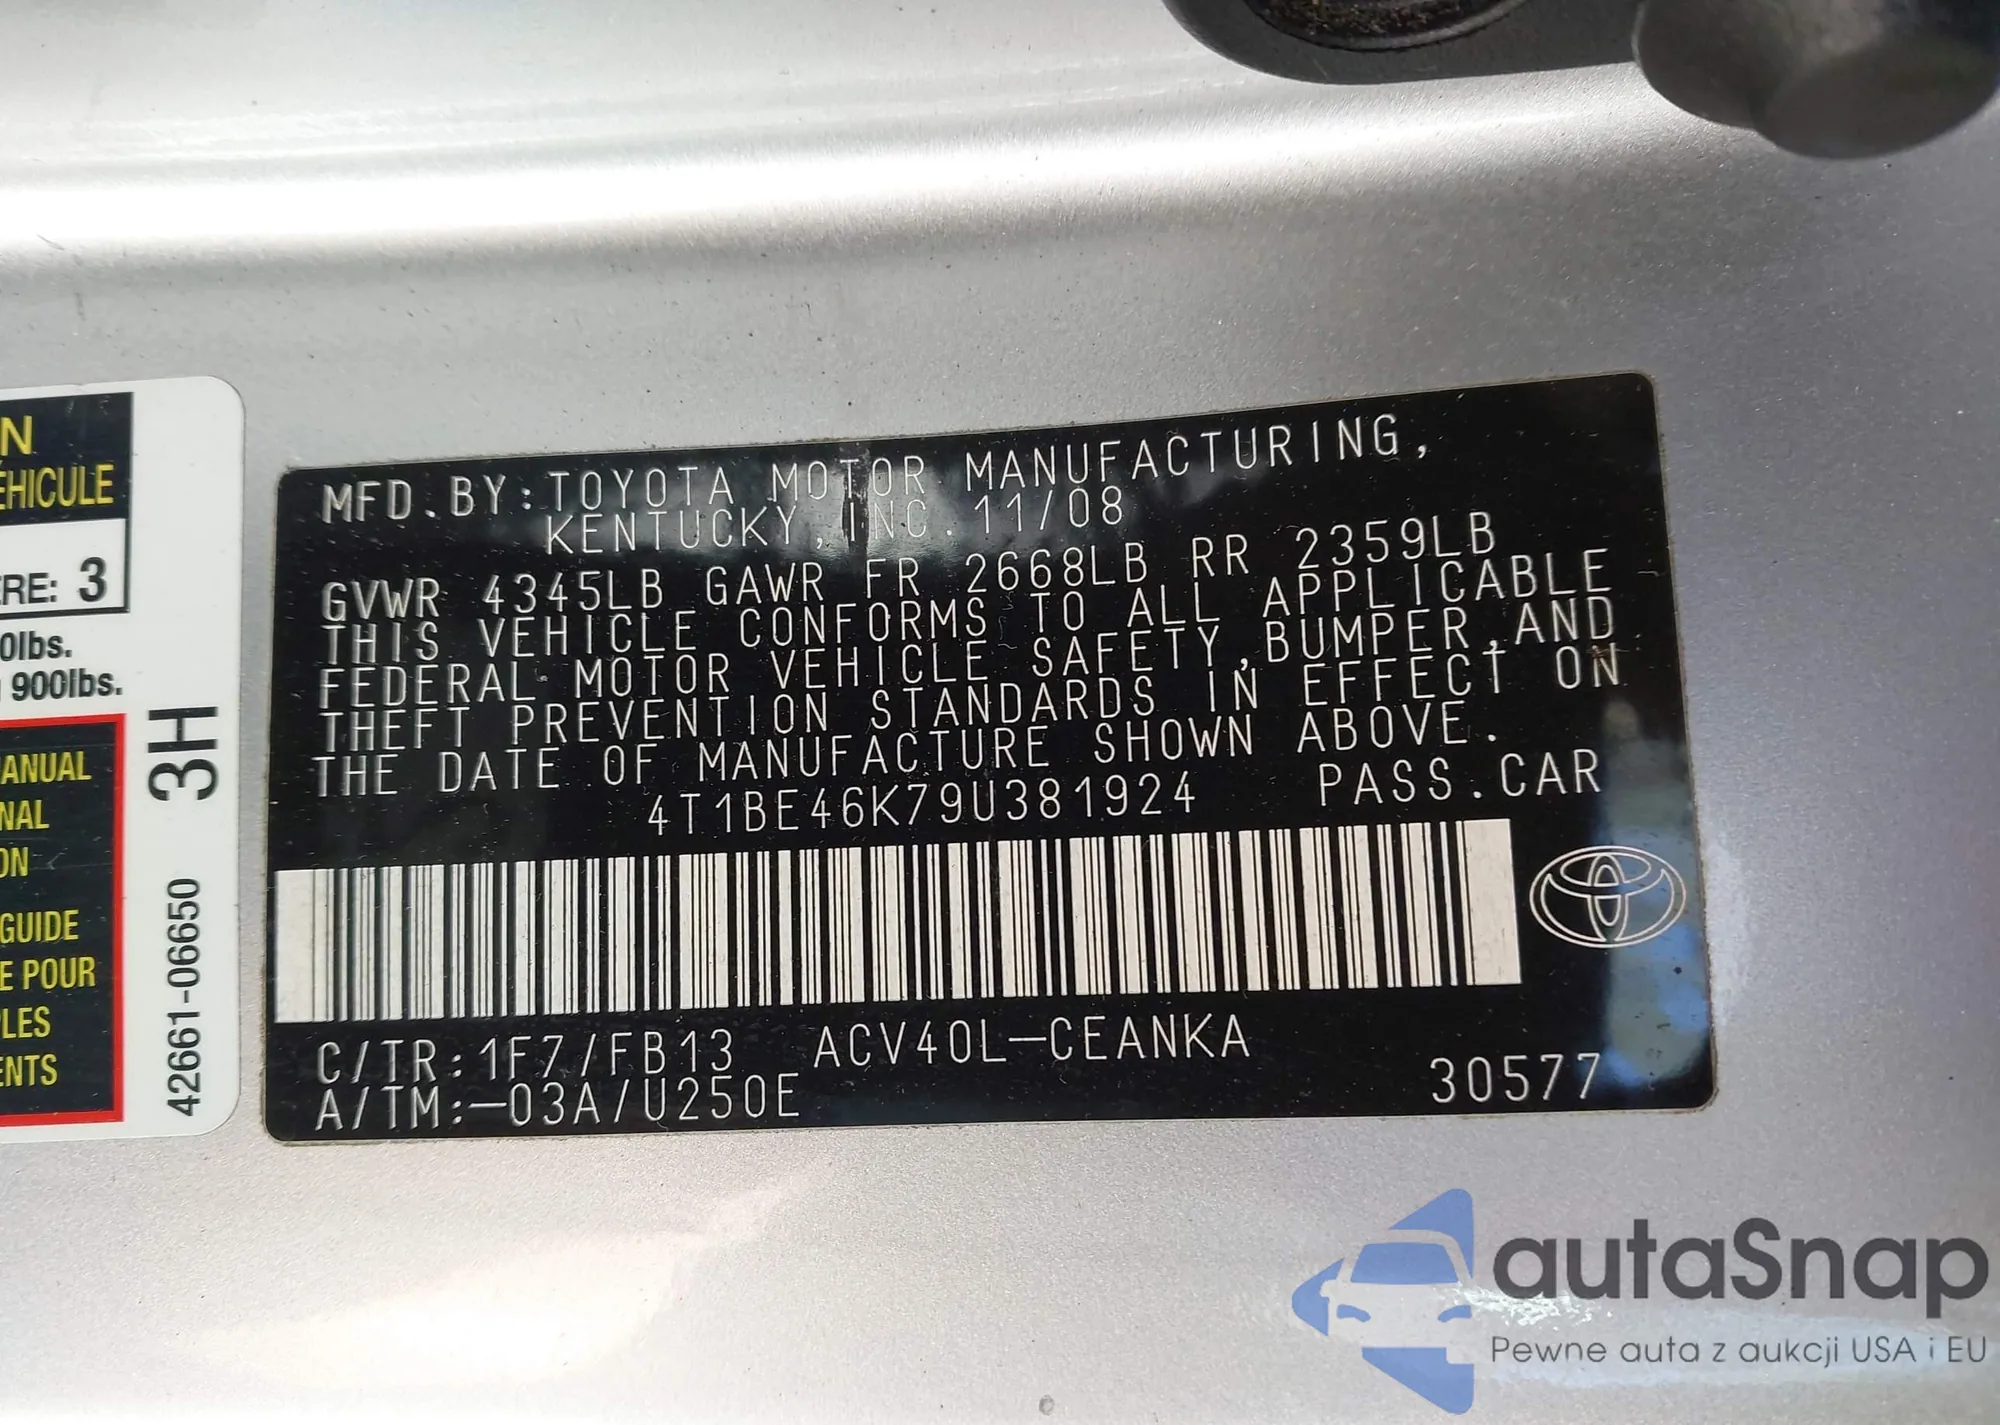 N
EHICULE
ERE: 3
0lbs.
900lbs.
ANUAL
NAL
ON
GUIDE
E POUR
PLES
ENTS
3H
42661-06650
MFD.BY:TOYOTA MOTOR MANUFACTURING,
KENTUCKY,INC. 11/08
GVWR 4345LB GAWR FR 2668LB RR 2359LB
THIS VEHICLE CONFORMS TO ALL APPLICABLE
FEDERAL MOTOR VEHICLE SAFETY,BUMPER,AND
THEFT PREVENTION STANDARDS IN EFFECT ON
THE DATE OF MANUFACTURE SHOWN ABOVE.
4T1BE46K79U381924 PASS.CAR
C/TR:1F7/FB13 ACV40L-CEANKA
A/TM:-03A/U250E 30577
autaSnap
Pewne auta z aukcji USA i EU